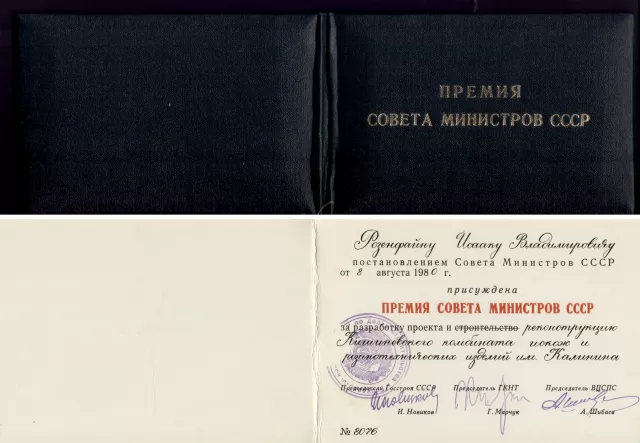 ПРЕМИЯ
СОВЕТА МИНИСТРОВ СССР
Розенфайну Исааку Владимировичу
постановлением Совета Министров СССР
от 8 августа 1980 г.
присуждена
ПРЕМИЯ СОВЕТА МИНИСТРОВ СССР
за разработку проекта и строительство реконструкцию
Кишиневского комбината искож и
резинотехнических изделий им. Калинина
Председатель Госстроя СССР Председатель ГКНТ Председатель ВЦСПС
И. Новиков Г. Марчук А. Шибаев
№ 8076